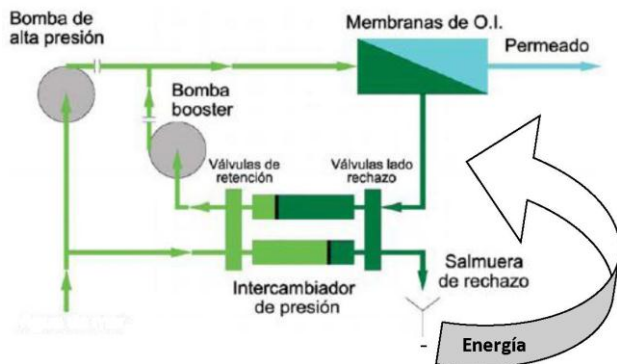 Bomba de
alta presión
Membranas de O.I.
Permeado
Bomba
booster
Válvulas de
retención
Válvulas lado
rechazo
Intercambiador
de presión
Salmuera
de rechazo
-
Energía